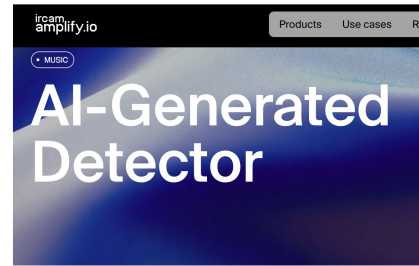 ircam
amplify.io
Products Use cases R
• MUSIC
AI-Generated
Detector